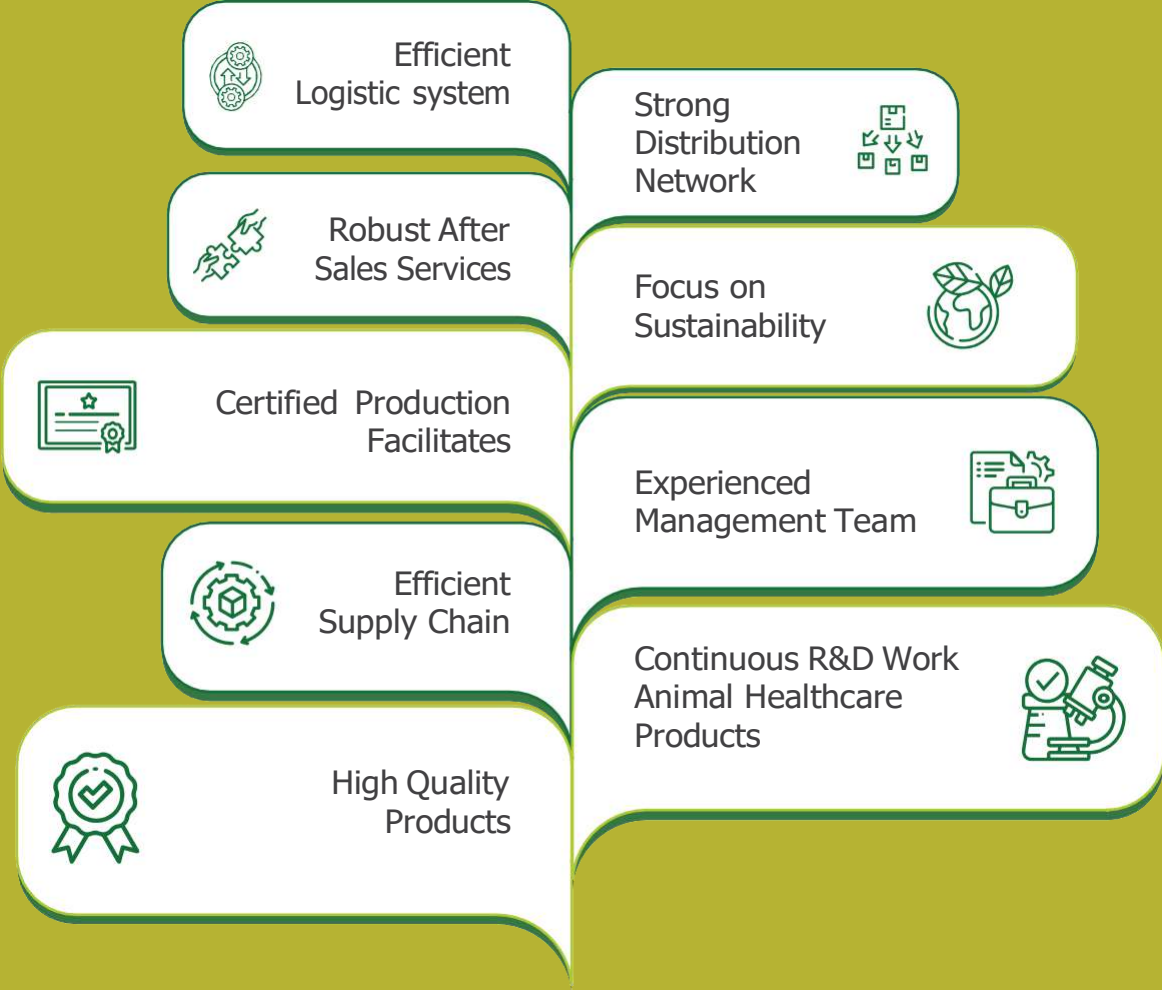 Efficient
Logistic system
Strong
Distribution
Network
Robust After
Sales Services
Focus on
Sustainability
Certified Production
Facilitates
Experienced
Management Team
Efficient
Supply Chain
Continuous R&D Work
Animal Healthcare
Products
High Quality
Products